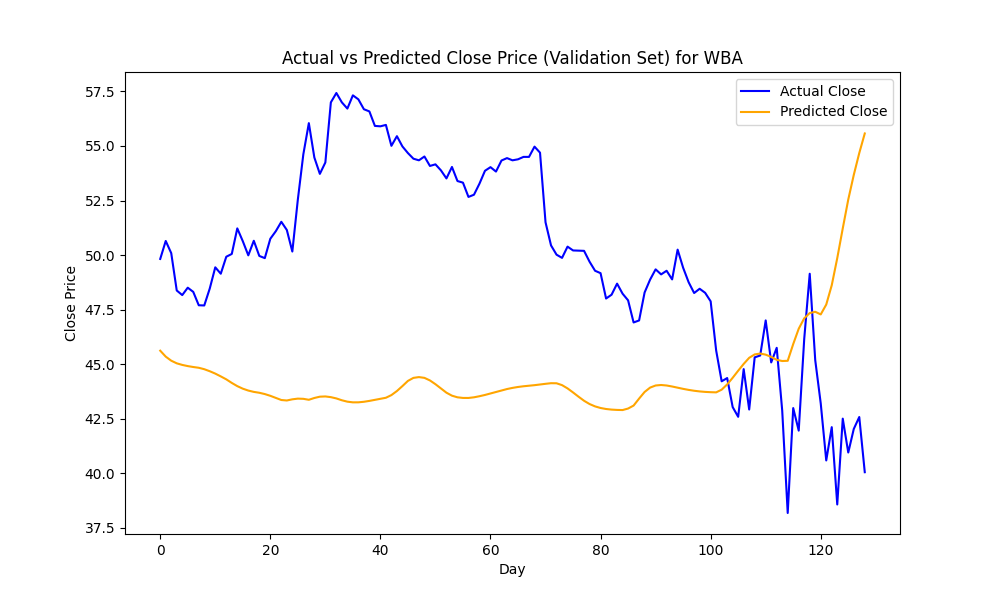 Actual vs Predicted Close Price (Validation Set) for WBA
Actual Close
Predicted Close
Close Price
57.5
55.0
52.5
50.0
47.5
45.0
42.5
40.0
37.5
0 20 40 60 80 100 120
Day